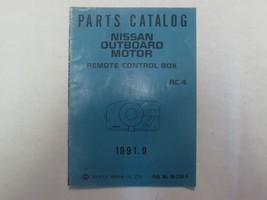 PARTS CATALOG
NISSAN
OUTBOARD
MOTOR
REMOTE CONTROL BOX
RC-4
1991.9